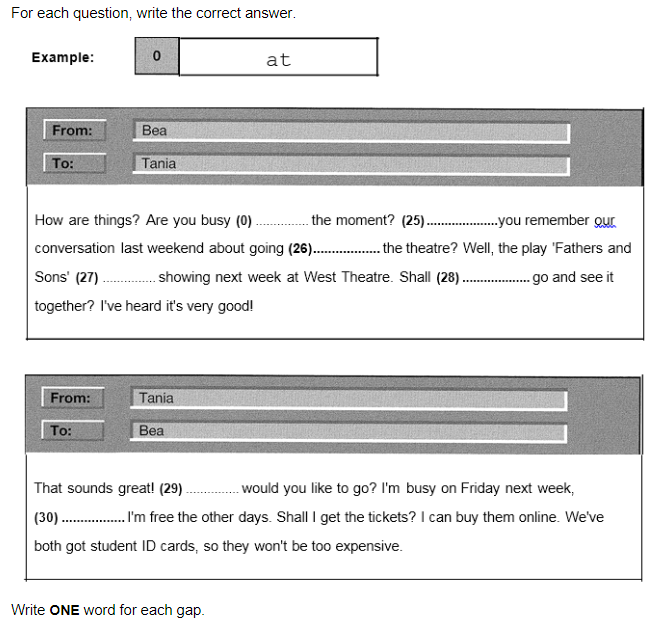 For each question, write the correct answer.
Example: 0 at
From: Bea
To: Tania
How are things? Are you busy (0) ............... the moment? (25)....................you remember our
conversation last weekend about going (26)................... the theatre? Well, the play 'Fathers and
Sons' (27) ............... showing next week at West Theatre. Shall (28) ................... go and see it
together? I've heard it's very good!
From: Tania
To: Bea
That sounds great! (29) ............... would you like to go? I'm busy on Friday next week,
(30) .................. I'm free the other days. Shall I get the tickets? I can buy them online. We've
both got student ID cards, so they won't be too expensive.
Write ONE word for each gap.